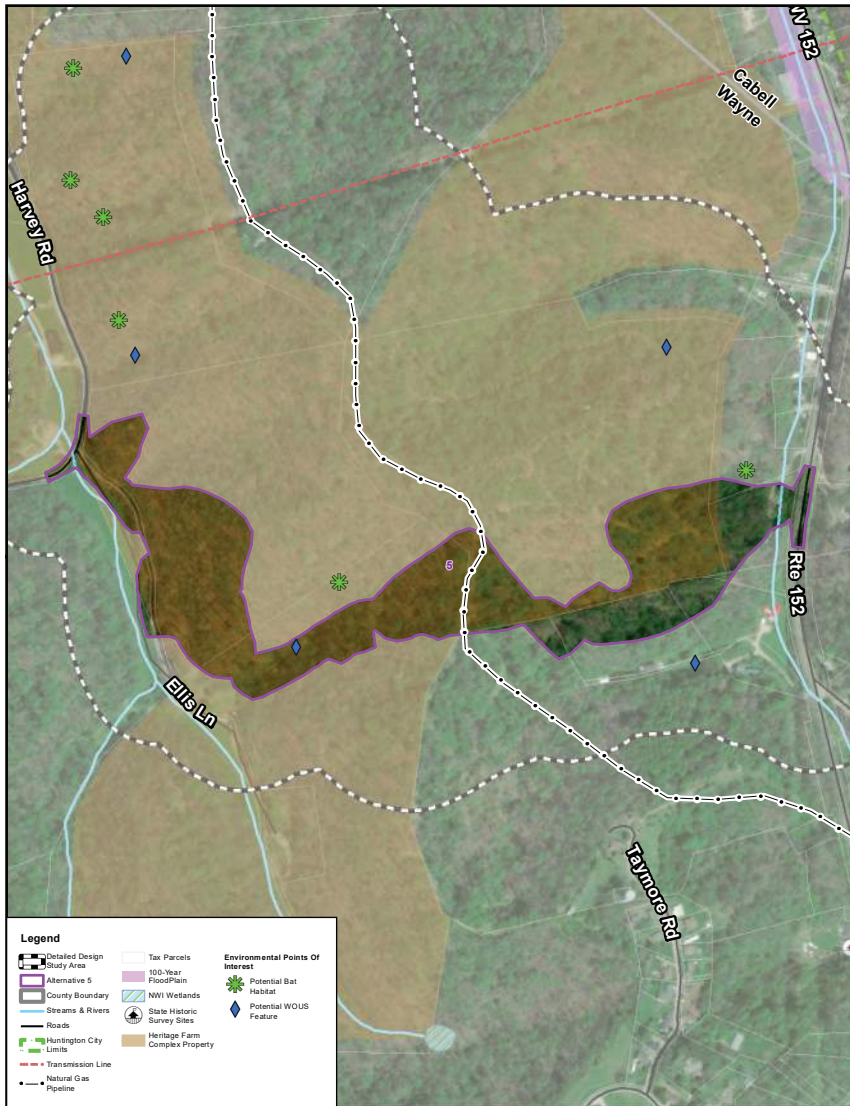 WV 152
Cabell
Wayne
Harvey Rd
5
Rte 152
Ellis Ln
Taymore Rd
Legend
Detailed Design
Study Area
Alternative 5
County Boundary
Streams & Rivers
Roads
Huntington City
Limits
Transmission Line
Natural Gas
Pipeline
Tax Parcels
100-Year
FloodPlain
NWI Wetlands
State Historic
Survey Sites
Heritage Farm
Complex Property
Environmental Points Of
Interest
Potential Bat
Habitat
Potential WOUS
Feature